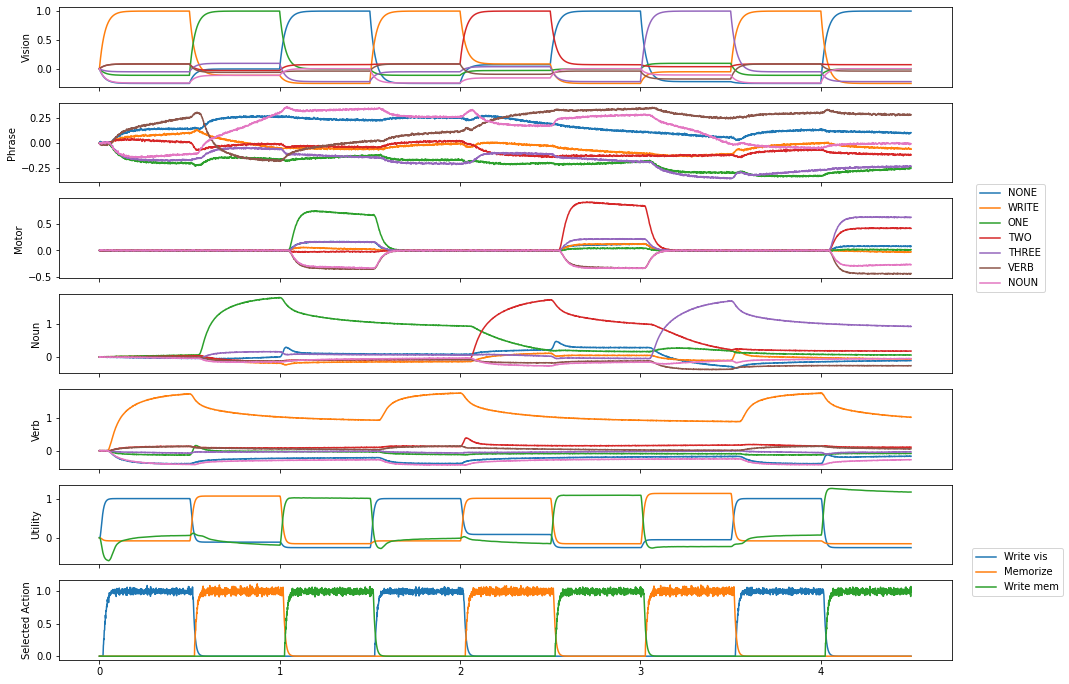 Vision
1.0
0.5
0.0
Phrase
0.25
0.00
−0.25
Motor
0.5
0.0
−0.5
Noun
1
0
Verb
1
0
Utility
1
0
Selected Action
1.0
0.5
0.0
0 1 2 3 4
NONE
WRITE
ONE
TWO
THREE
VERB
NOUN
Write vis
Memorize
Write mem